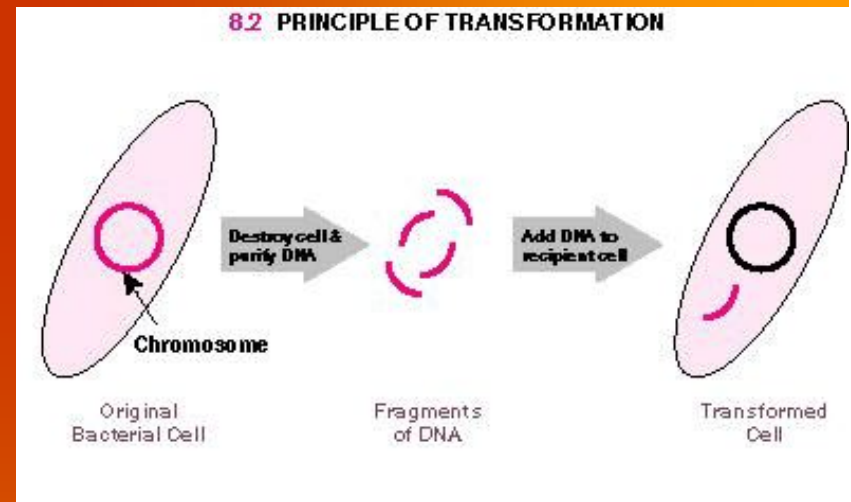 8.2 PRINCIPLE OF TRANSFORMATION
Destroy cell &
purify DNA
Add DNA to
recipient cell
Chromosome
Original
Bacterial Cell
Fragments
of DNA
Transformed
Cell